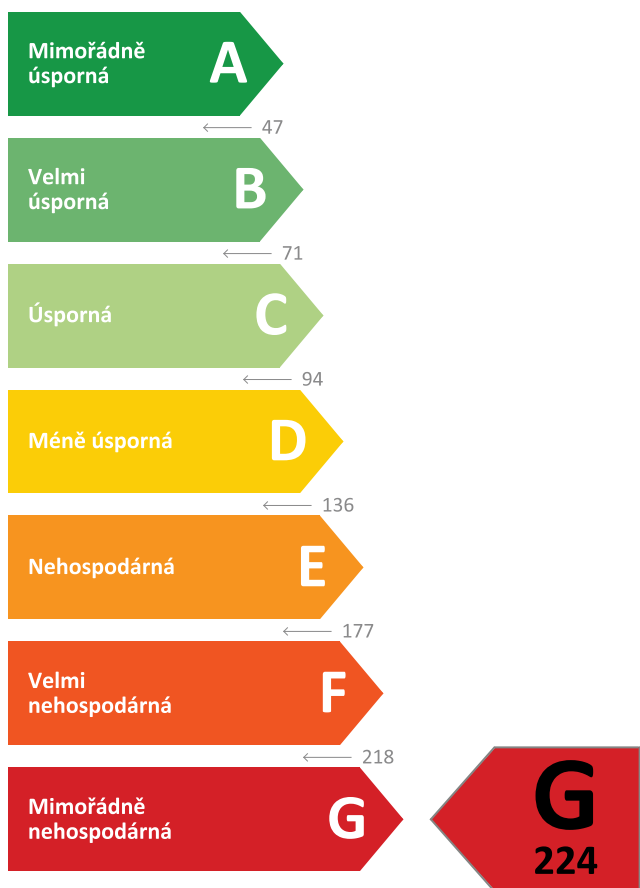 Mimořádně
úsporná
A
47
Velmi
úsporná
B
71
Úsporná
C
94
Méně úsporná
D
136
Nehospodárná
E
177
Velmi
nehospodárná
F
218
Mimořádně
nehospodárná
G
G
224